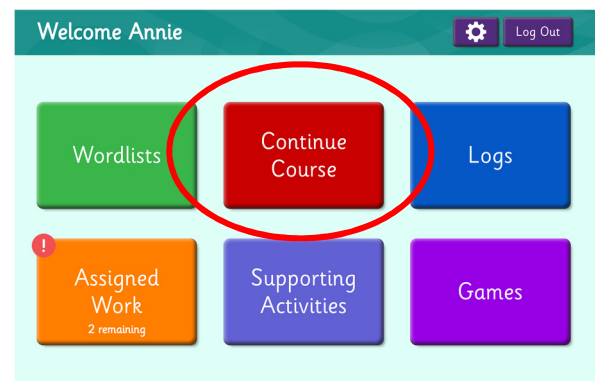 Welcome Annie
Log Out
Wordlists
Continue
Course
Logs
!
Assigned
Work
2 remaining
Supporting
Activities
Games